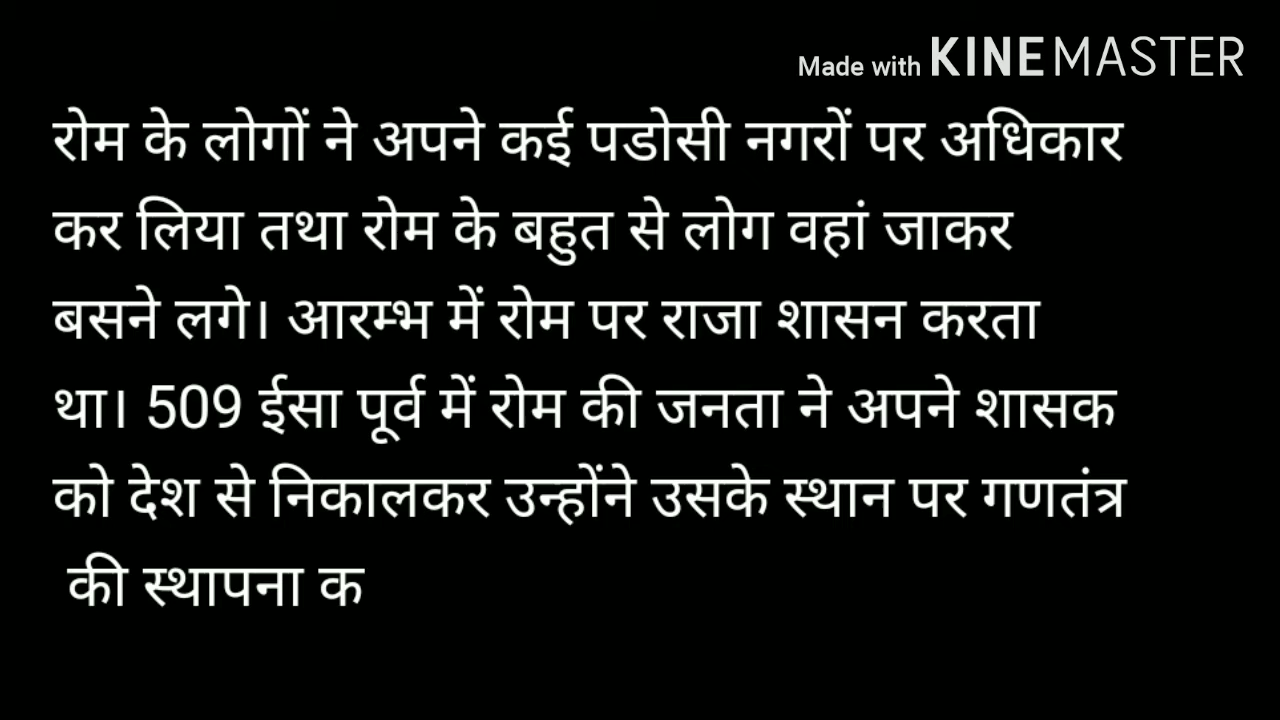 Made with KINEMASTER
रोम के लोगों ने अपने कई पडोसी नगरों पर अधिकार
कर लिया तथा रोम के बहुत से लोग वहां जाकर
बसने लगे। आरम्भ में रोम पर राजा शासन करता
था। 509 ईसा पूर्व में रोम की जनता ने अपने शासक
को देश से निकालकर उन्होंने उसके स्थान पर गणतंत्र
की स्थापना क